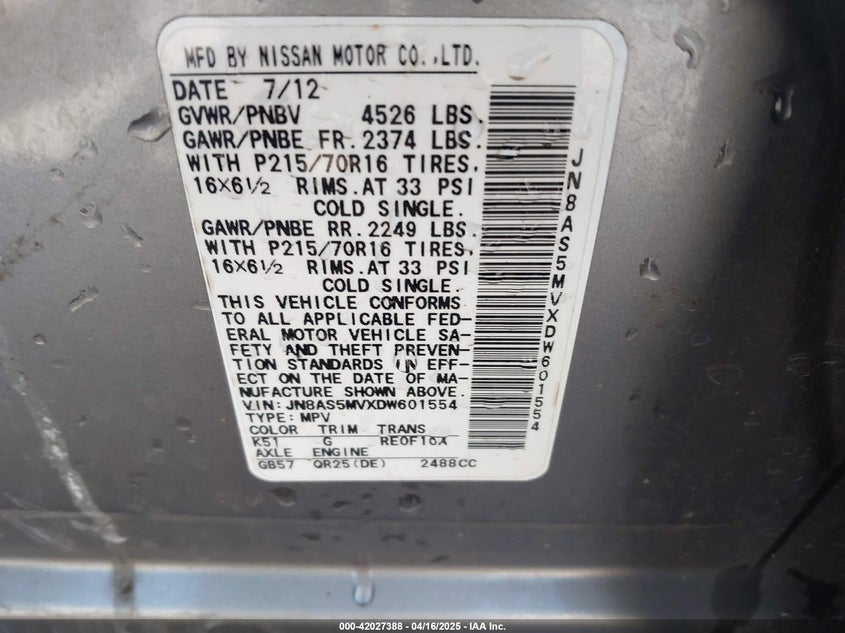 MFD BY NISSAN MOTOR CO.,LTD.
DATE 7/12
GVWR/PNBV 4526 LBS.
GAWR/PNBE FR.2374 LBS.
WITH P215/70R16 TIRES,
16X6½ RIMS.AT 33 PSI
COLD SINGLE.
GAWR/PNBE RR.2249 LBS.
WITH P215/70R16 TIRES,
16X6½ RIMS.AT 33 PSI
COLD SINGLE.
THIS VEHICLE CONFORMS
TO ALL APPLICABLE FED-
ERAL MOTOR VEHICLE SA-
FETY AND THEFT PREVEN-
TION STANDARDS IN EFF-
ECT ON THE DATE OF MA-
NUFACTURE SHOWN ABOVE.
VIN: JN8AS5MVXDW601554
TYPE: MPV
COLOR TRIM TRANS
K51 G RE0F10A
AXLE ENGINE
GB57 QR25(DE) 2488CC
JN8AS5MVXDW601554
000-42027388 - 04/16/2025 - IAA Inc.